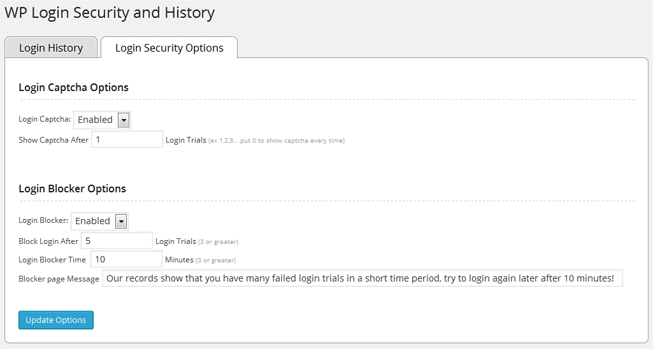 WP Login Security and History
Login History
Login Security Options
Login Captcha Options
Login Captcha: Enabled
Show Captcha After 1 Login Trials (ex 1,2,3... put 0 to show captcha every time)
Login Blocker Options
Login Blocker: Enabled
Block Login After 5 Login Trials (3 or greater)
Login Blocker Time 10 Minutes (3 or greater)
Blocker page Message Our records show that you have many failed login trials in a short time period, try to login again later after 10 minutes!
Update Options